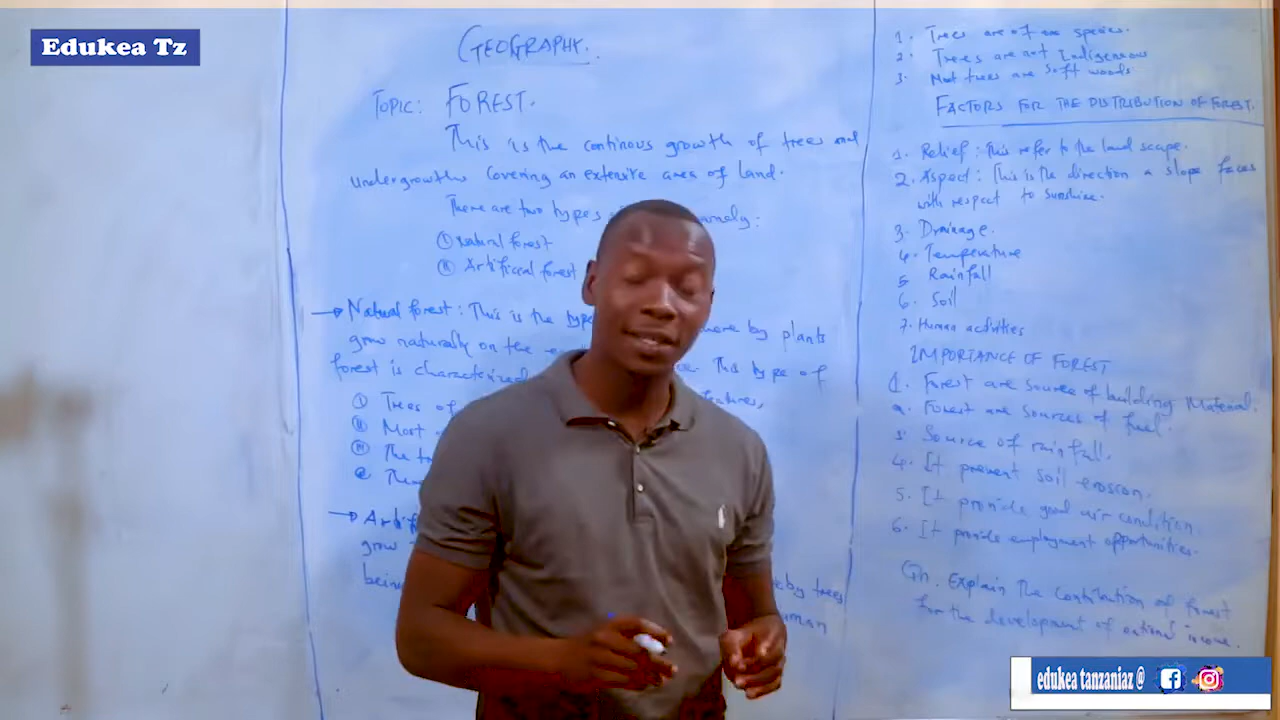 Edukea Tz
GEOGRAPHY.
TOPIC: FOREST.
This is the continous growth of trees and
undergrowths covering an extensive area of land.
There are two types namely:
(I) Natural forest
(II) Artificial forest
→ Natural forest: This is the type where by plants
grow naturally on the This type of
forest is characterized features,
(I) Trees of
(II) Most
(III) The
The
→ Artif
grow
being whereby trees
human
1. Trees are of one species.
2. Trees are not Indigenous
3. Most trees are soft woods
FACTORS FOR THE DISTRIBUTION OF FOREST.
1. Relief: This refer to the land scape.
2. Aspect: This is the direction a slope faces
with respect to sunshine.
3. Drainage.
4. Temperature
5 Rainfall
6. Soil
7. Human activities
IMPORTANCE OF FOREST
1. Forest are source of building Material.
2. Forest are sources of fuel.
3. Source of rainfall.
4. It prevent soil erosion.
5. It provide good air condition.
6. It provide employment opportunities.
Qn. Explain the contribution of forest
for the development of national income.
edukea tanzaniaz @